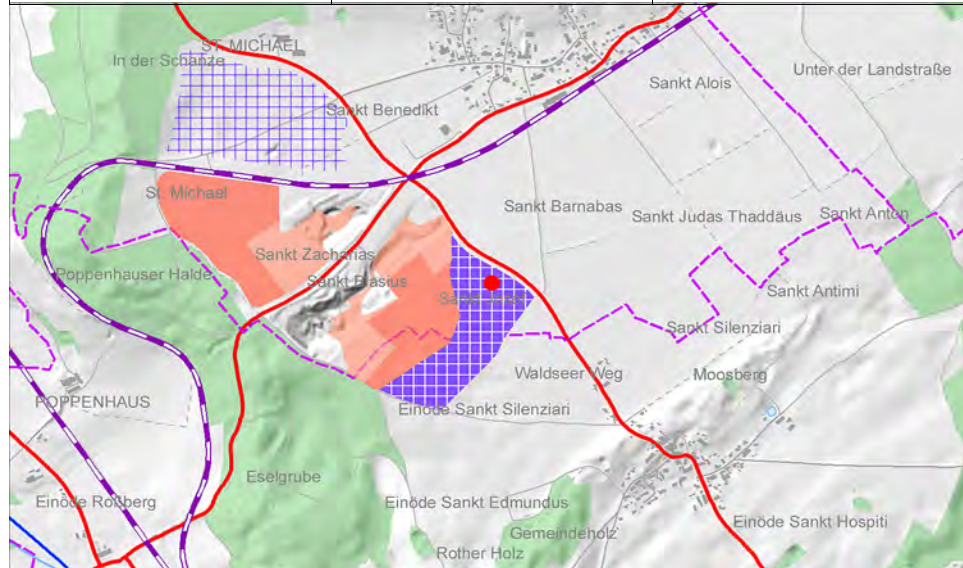 ST. MICHAEL
In der Schanze
Sankt Alois
Unter der Landstraße
Sankt Benedikt
St. Michael
Sankt Barnabas
Sankt Judas Thaddäus
Sankt Anton
Sankt Zacharias
Poppenhauser Halde
Sankt Blasius
Sankt Antimi
Sankt Silenziari
Waldseer Weg
Moosberg
POPPENHAUS
Einöde Sankt Silenziari
Eselgrube
Einöde Roßberg
Einöde Sankt Edmundus
Einöde Sankt Hospiti
Gemeindeholz
Rother Holz